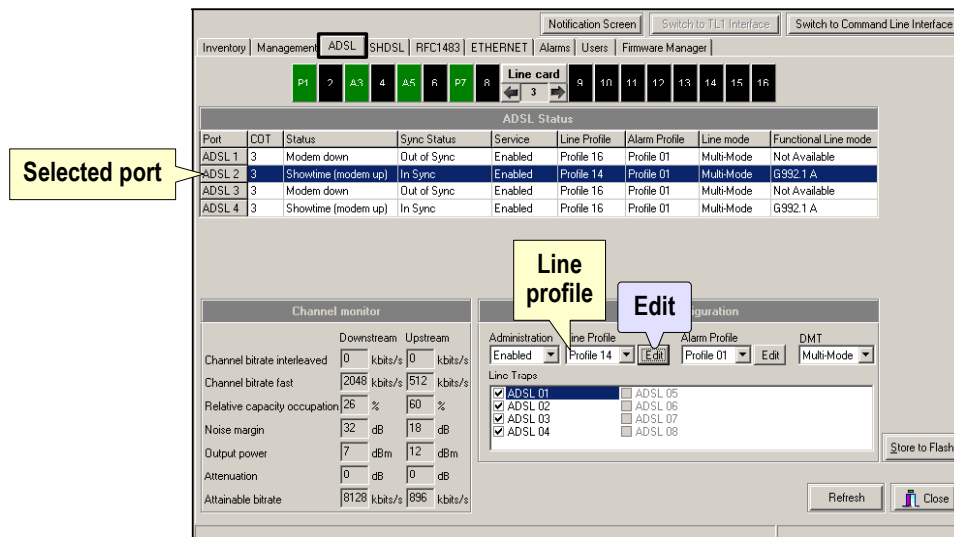 Notification Screen Switch to TL1 Interface Switch to Command Line Interface
Inventory Management ADSL SHDSL RFC1483 ETHERNET Alarms Users Firmware Manager
P1 2 A3 4 A5 6 P7 8 Line card 3 9 10 11 12 13 14 15 16
ADSL Status
Port COT Status Sync Status Service Line Profile Alarm Profile Line mode Functional Line mode
ADSL 1 3 Modem down Out of Sync Enabled Profile 16 Profile 01 Multi-Mode Not Available
Selected port
ADSL 2 3 Showtime (modem up) In Sync Enabled Profile 14 Profile 01 Multi-Mode G992.1 A
ADSL 3 3 Modem down Out of Sync Enabled Profile 16 Profile 01 Multi-Mode Not Available
ADSL 4 3 Showtime (modem up) In Sync Enabled Profile 16 Profile 01 Multi-Mode G992.1 A
Line
profile
Edit
Channel monitor
Downstream Upstream
Channel bitrate interleaved 0 kbits/s 0 kbits/s
Channel bitrate fast 2048 kbits/s 512 kbits/s
Relative capacity occupation 26 % 60 %
Noise margin 32 dB 18 dB
Output power 7 dBm 12 dBm
Attenuation 0 dB 0 dB
Attainable bitrate 8128 kbits/s 896 kbits/s
Administration Line Profile Alarm Profile DMT
Enabled Profile 14 Edit Profile 01 Edit Multi-Mode
Line Traps
ADSL 01 ADSL 05
ADSL 02 ADSL 06
ADSL 03 ADSL 07
ADSL 04 ADSL 08
Store to Flash
Refresh Close